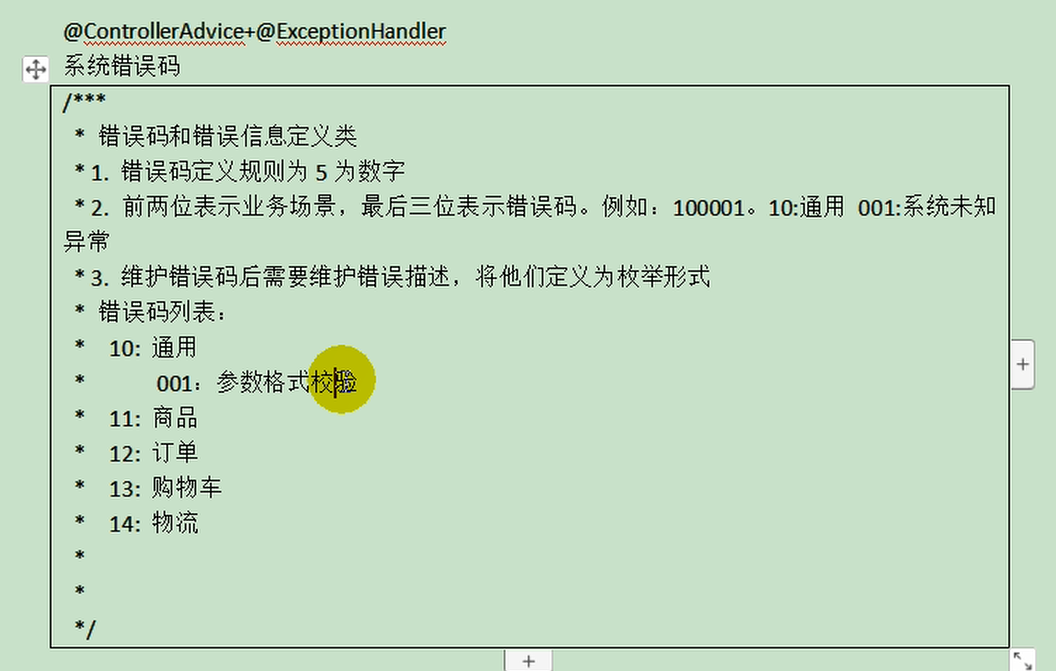 @ControllerAdvice+@ExceptionHandler
系统错误码
/***
* 错误码和错误信息定义类
* 1. 错误码定义规则为 5 为数字
* 2. 前两位表示业务场景，最后三位表示错误码。例如：100001。10:通用 001:系统未知
异常
* 3. 维护错误码后需要维护错误描述，将他们定义为枚举形式
* 错误码列表：
* 10: 通用
* 001：参数格式校验
* 11: 商品
* 12: 订单
* 13: 购物车
* 14: 物流
*
*
*/